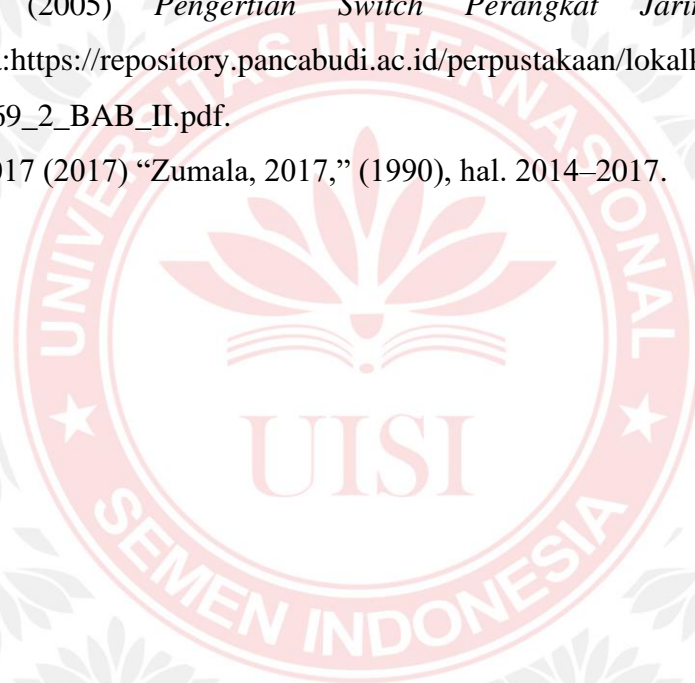 (2005) Pengertian Switch Perangkat Jari
:https://repository.pancabudi.ac.id/perpustakaan/lokal
69_2_BAB_II.pdf.
017 (2017) “Zumala, 2017,” (1990), hal. 2014–2017.
UNIVERSITAS INTERNASIONAL
UISI
SEMEN INDONESIA